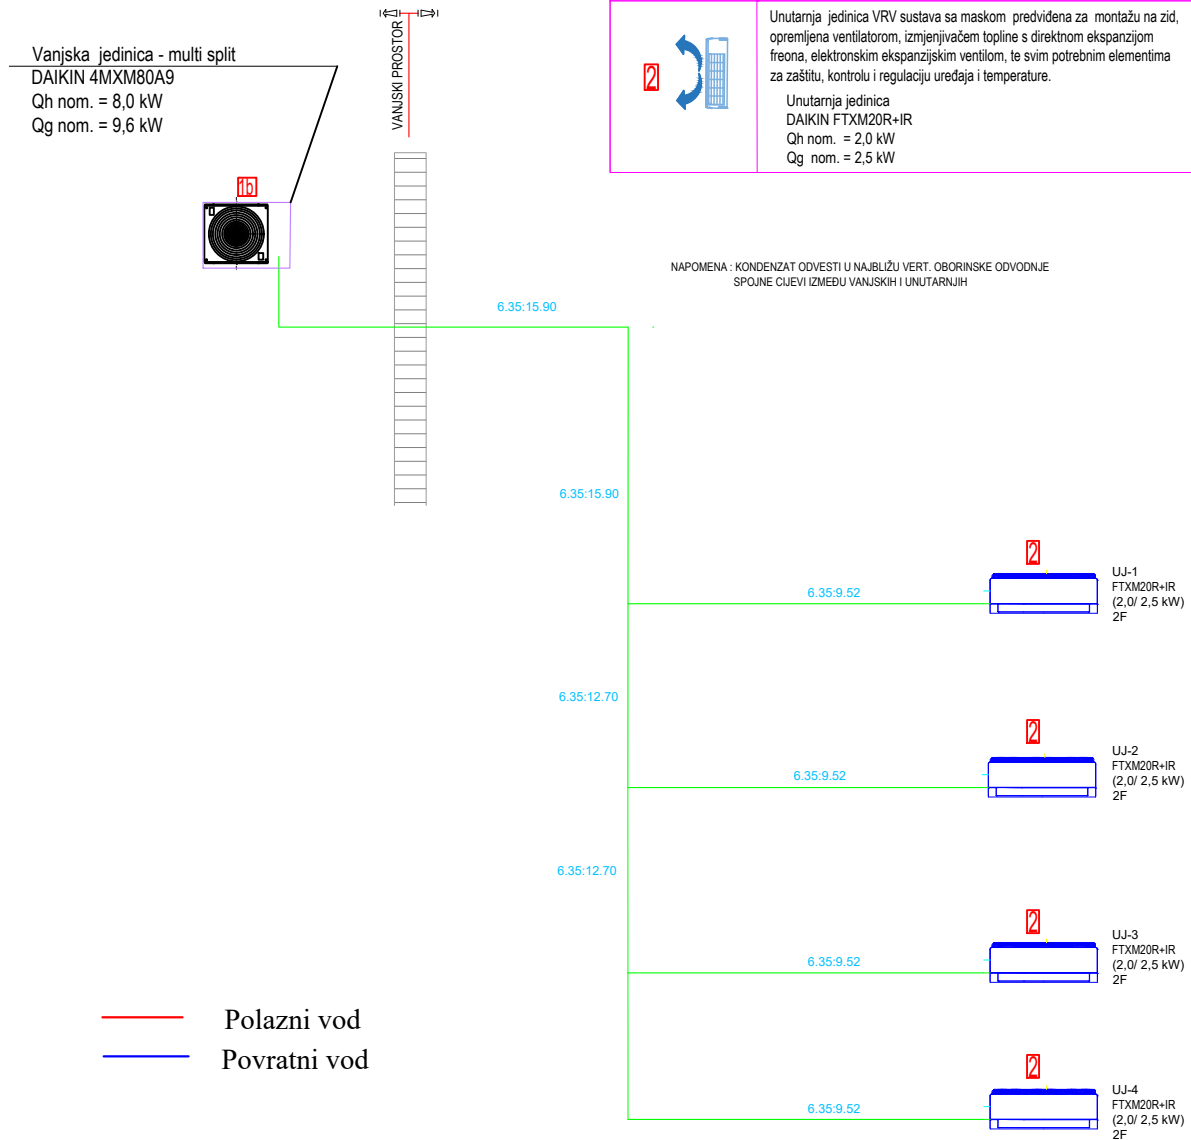 Vanjska jedinica - multi split
DAIKIN 4MXM80A9
Qh nom. = 8,0 kW
Qg nom. = 9,6 kW
1b
VANJSKI PROSTOR
2
Unutarnja jedinica VRV sustava sa maskom predviđena za montažu na zid,
opremljena ventilatorom, izmjenjivačem topline s direktnom ekspanzijom
freona, elektronskim ekspanzijskim ventilom, te svim potrebnim elementima
za zaštitu, kontrolu i regulaciju uređaja i temperature.
Unutarnja jedinica
DAIKIN FTXM20R+IR
Qh nom. = 2,0 kW
Qg nom. = 2,5 kW
NAPOMENA : KONDENZAT ODVESTI U NAJBLIŽU VERT. OBORINSKE ODVODNJE
SPOJNE CIJEVI IZMEĐU VANJSKIH I UNUTARNJIH
6.35:15.90
6.35:15.90
2
6.35:9.52
UJ-1
FTXM20R+IR
(2,0/ 2,5 kW)
2F
6.35:12.70
2
6.35:9.52
UJ-2
FTXM20R+IR
(2,0/ 2,5 kW)
2F
6.35:12.70
2
6.35:9.52
UJ-3
FTXM20R+IR
(2,0/ 2,5 kW)
2F
Polazni vod
Povratni vod
2
6.35:9.52
UJ-4
FTXM20R+IR
(2,0/ 2,5 kW)
2F